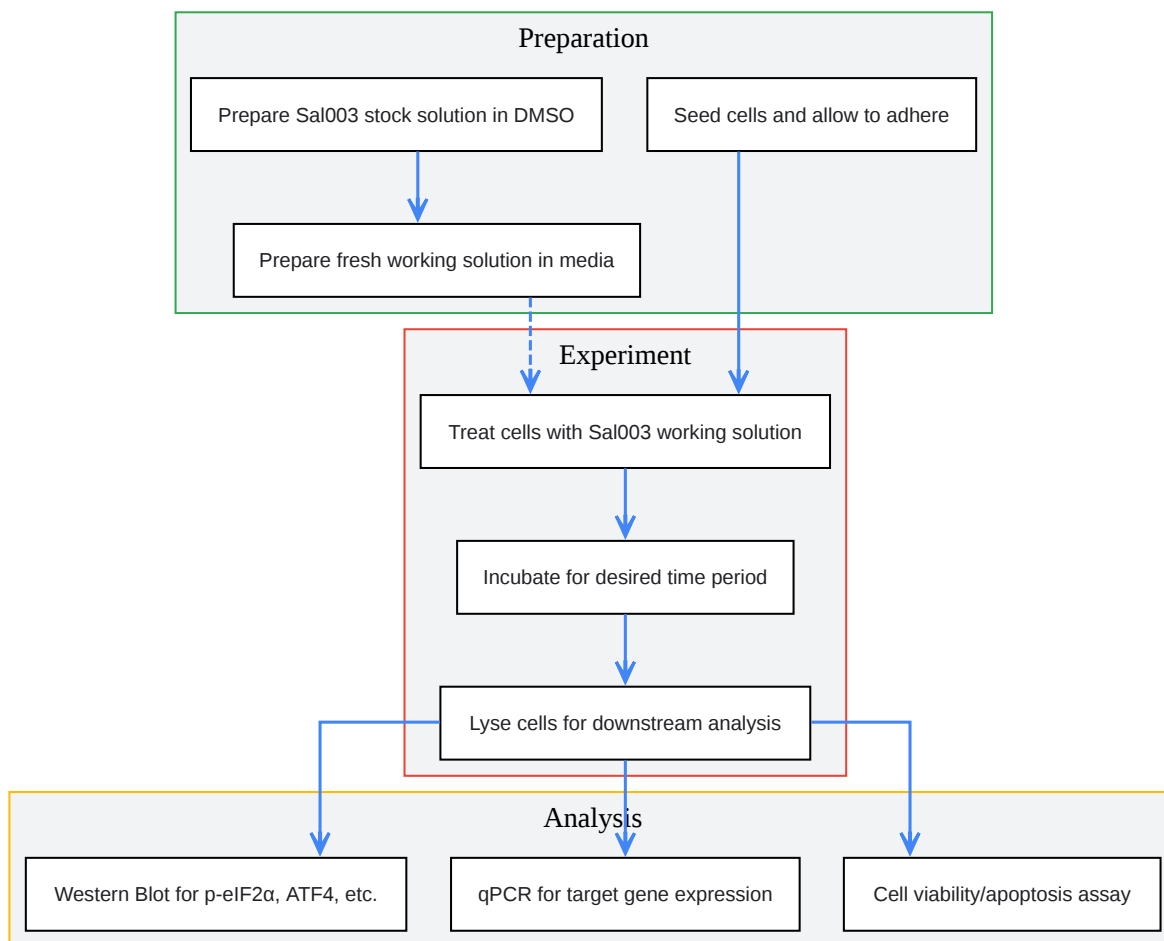 Preparation
Prepare Sal003 stock solution in DMSO
Seed cells and allow to adhere
Prepare fresh working solution in media
Experiment
Treat cells with Sal003 working solution
Incubate for desired time period
Lyse cells for downstream analysis
Analysis
Western Blot for p-eIF2α, ATF4, etc.
qPCR for target gene expression
Cell viability/apoptosis assay